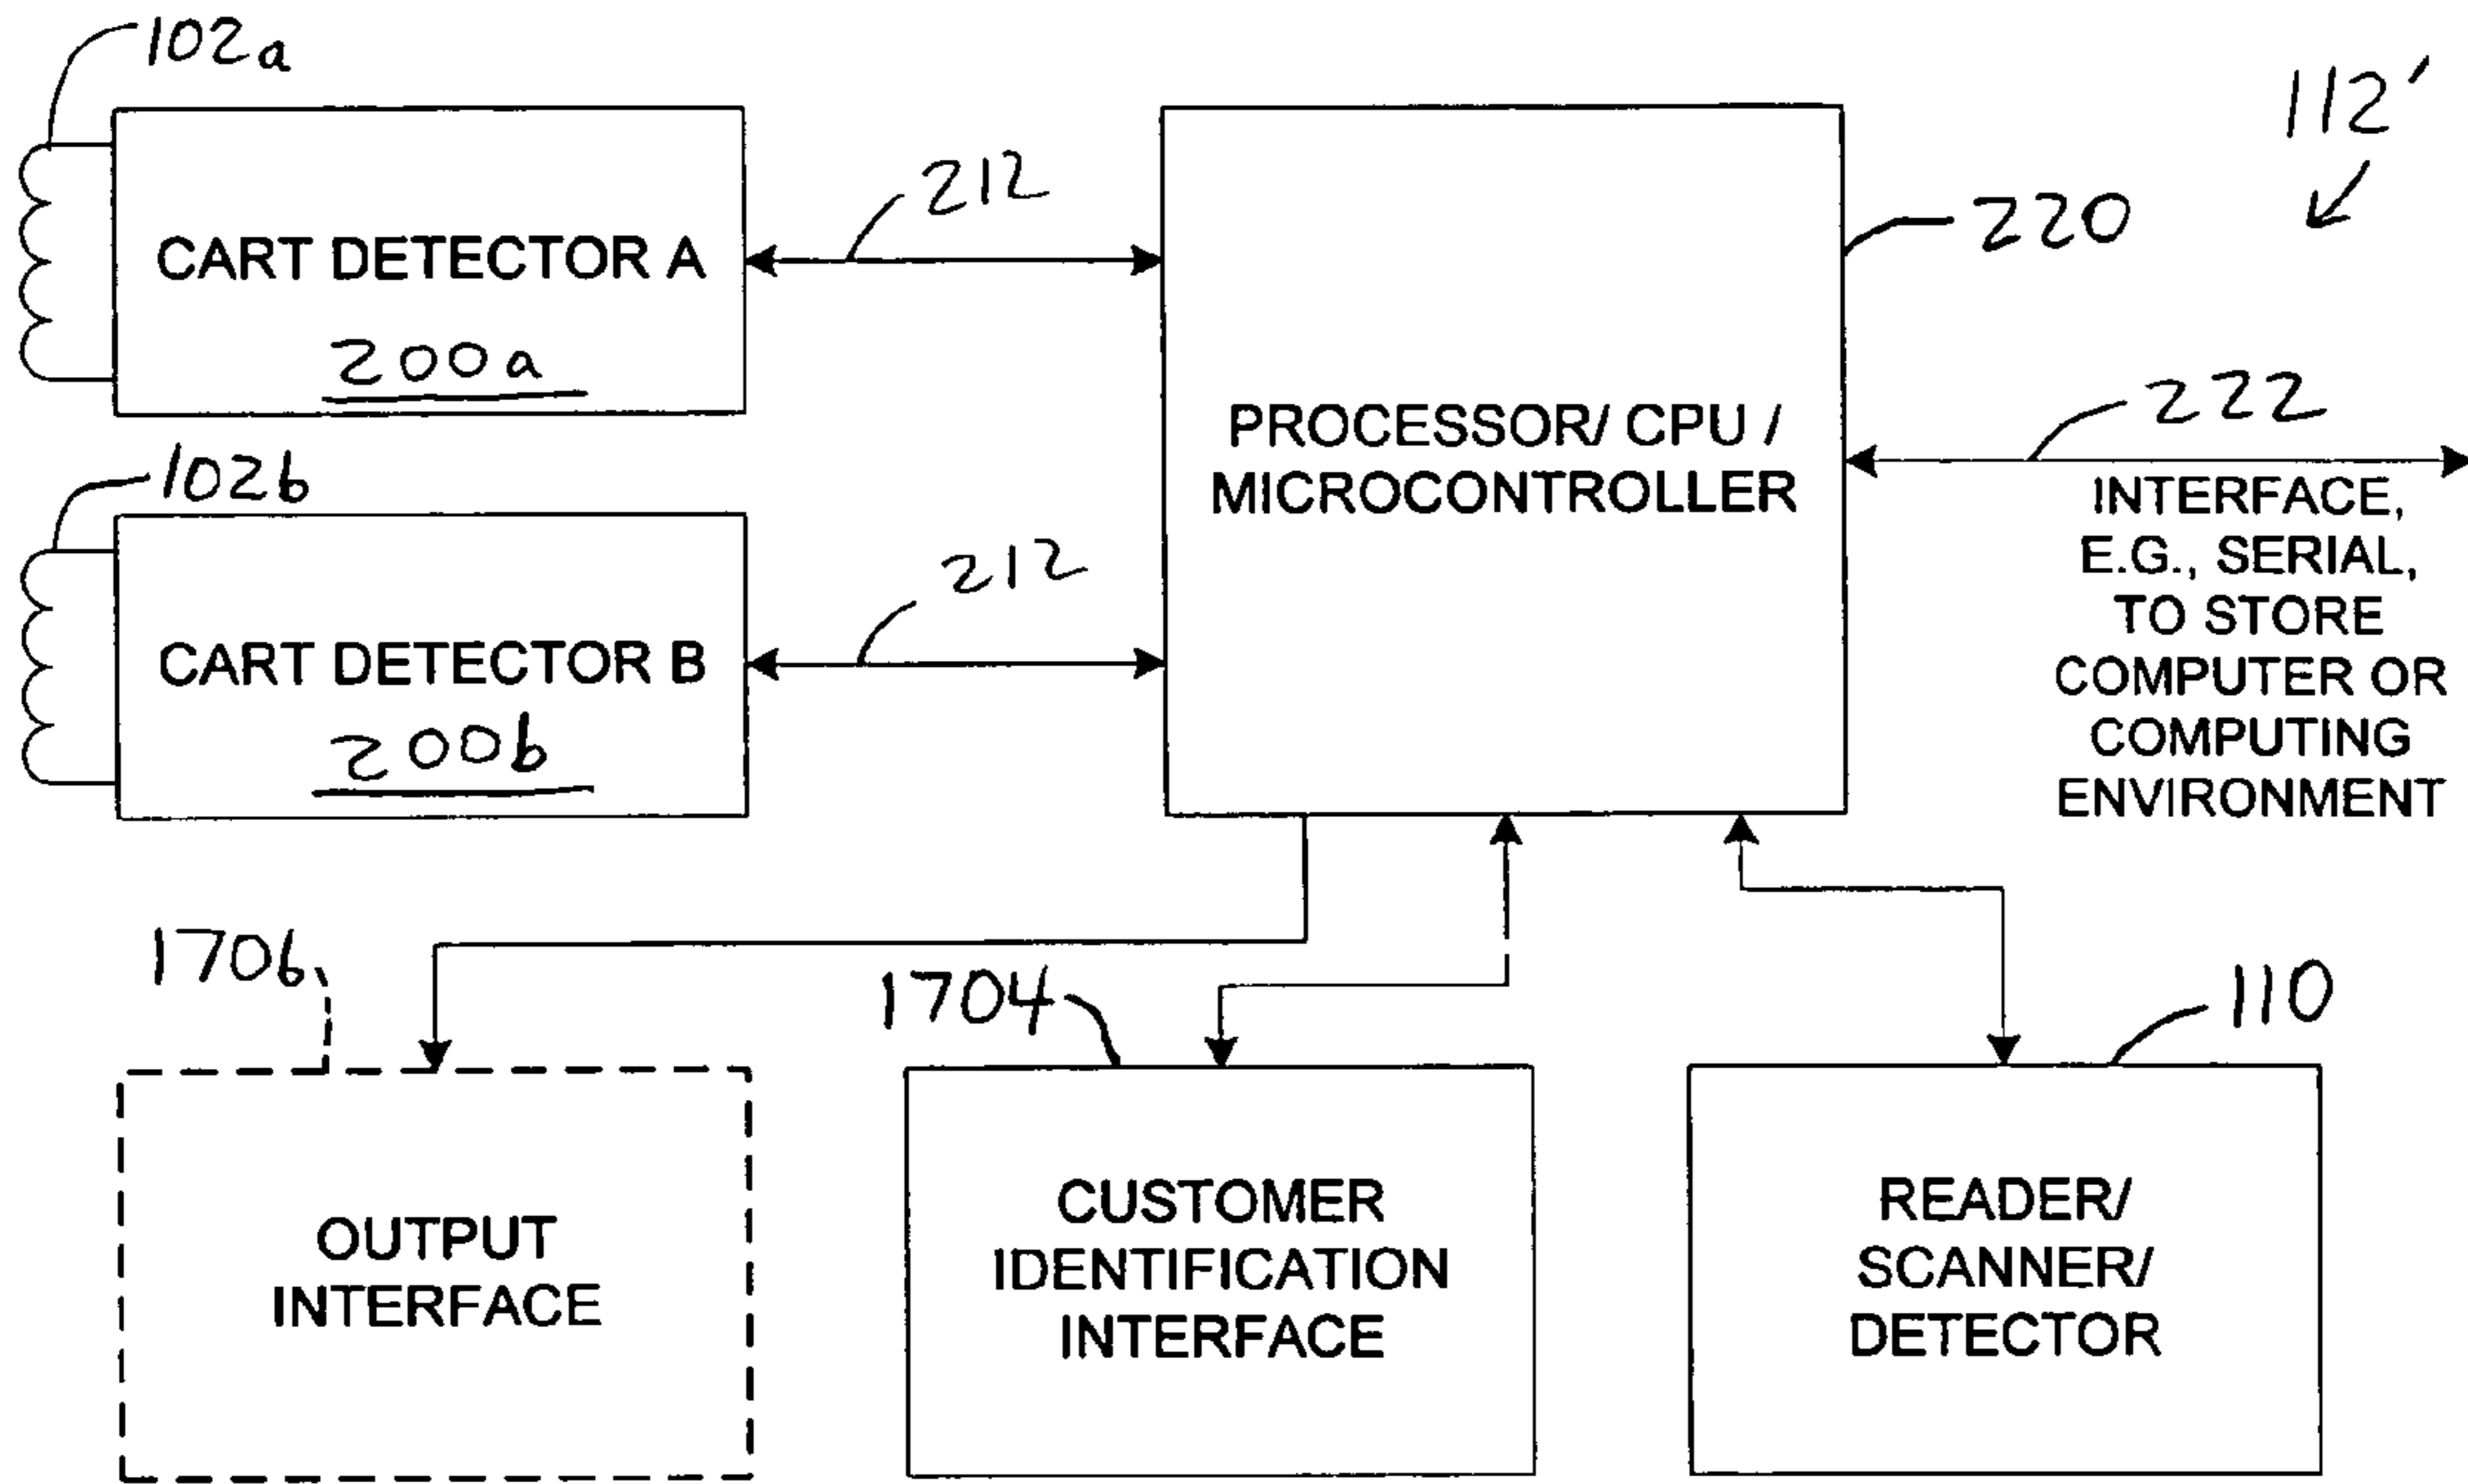 102a
112'
CART DETECTOR A
200a
212
220
PROCESSOR/ CPU /
MICROCONTROLLER
222
INTERFACE,
E.G., SERIAL,
TO STORE
COMPUTER OR
COMPUTING
ENVIRONMENT
102b
CART DETECTOR B
200b
212
1706
OUTPUT
INTERFACE
1704
CUSTOMER
IDENTIFICATION
INTERFACE
110
READER/
SCANNER/
DETECTOR